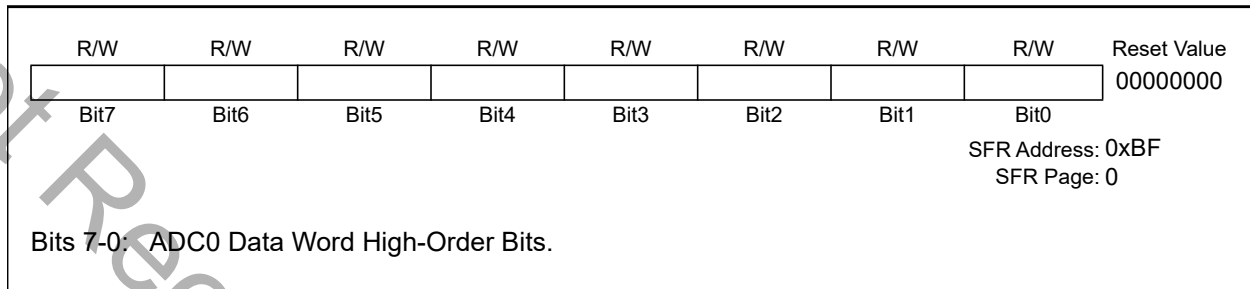 R/W R/W R/W R/W R/W R/W R/W R/W Reset Value
00000000
Bit7 Bit6 Bit5 Bit4 Bit3 Bit2 Bit1 Bit0
SFR Address: 0xBF
SFR Page: 0
Bits 7-0: ADC0 Data Word High-Order Bits.